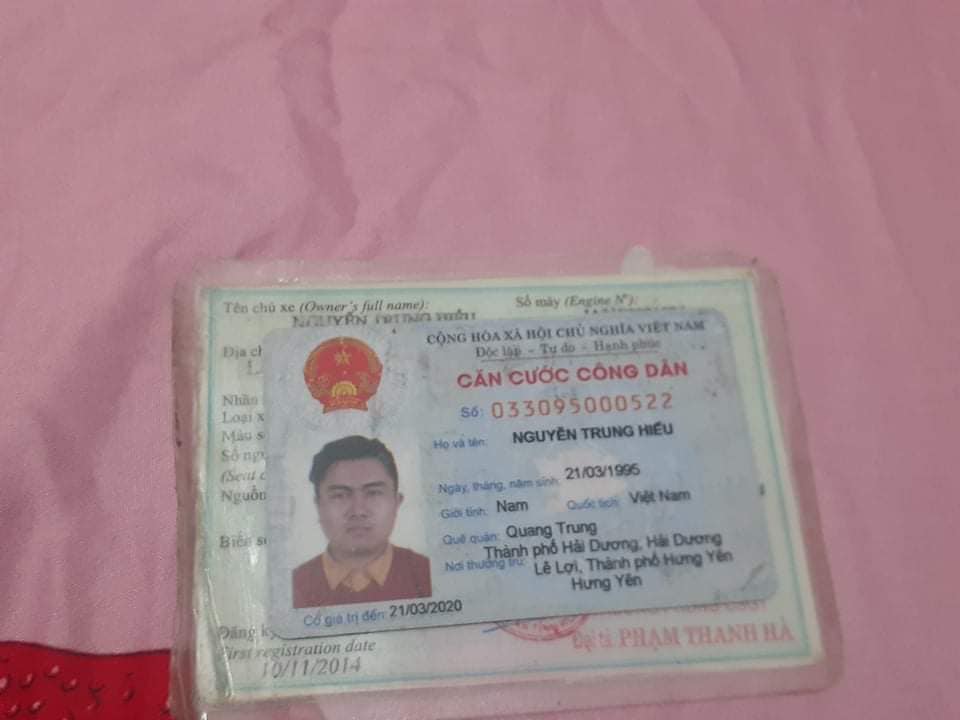 Tên chủ xe (Owner's full name):
Số máy (Engine Nº):
NGUYỄN TRUNG HIẾU
Địa ch
Nhãn
Loại x
Màu s
Số ngư
(Seat c
Nguồn
Biển s
Đăng ký
First registration date
10/11/2014
Đại tá PHẠM THANH HÀ
CỘNG HÒA XÃ HỘI CHỦ NGHĨA VIỆT NAM
Độc lập - Tự do - Hạnh phúc
CĂN CƯỚC CÔNG DÂN
Số: 033095000522
Họ và tên: NGUYỄN TRUNG HIẾU
Ngày, tháng, năm sinh: 21/03/1995
Giới tính: Nam Quốc tịch: Việt Nam
Quê quán: Quang Trung
Thành phố Hải Dương, Hải Dương
Nơi thường trú: Lê Lợi, Thành phố Hưng Yên
Hưng Yên
Có giá trị đến: 21/03/2020